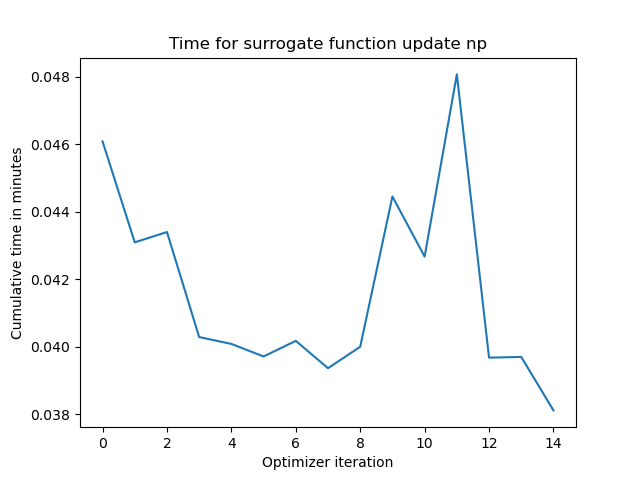 Time for surrogate function update np
Cumulative time in minutes
0.048
0.046
0.044
0.042
0.040
0.038
0 2 4 6 8 10 12 14
Optimizer iteration